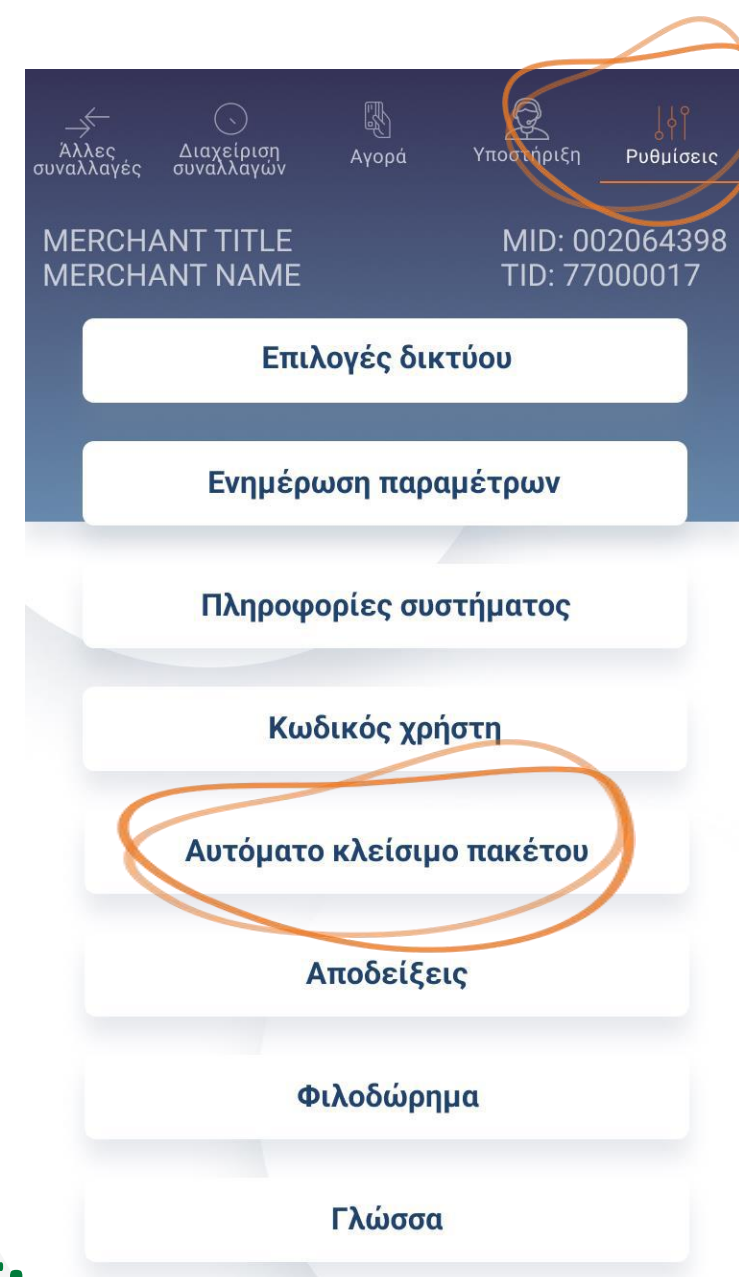 Άλλες συναλλαγές
Διαχείριση συναλλαγών
Αγορά
Υποστήριξη
Ρυθμίσεις
MERCHANT TITLE
MID: 002064398
MERCHANT NAME
TID: 77000017
Επιλογές δικτύου
Ενημέρωση παραμέτρων
Πληροφορίες συστήματος
Κωδικός χρήστη
Αυτόματο κλείσιμο πακέτου
Αποδείξεις
Φιλοδώρημα
Γλώσσα